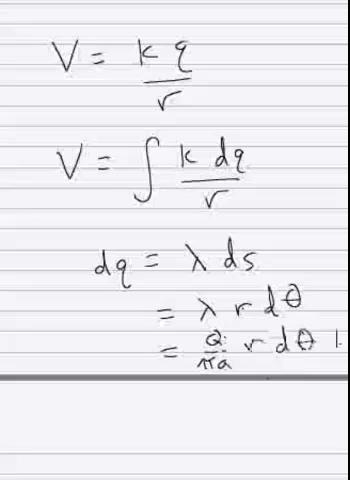 V = kq/r
V = ∫ k dq/r
dq = λ ds
= λ r dθ
= Q/πa r dθ